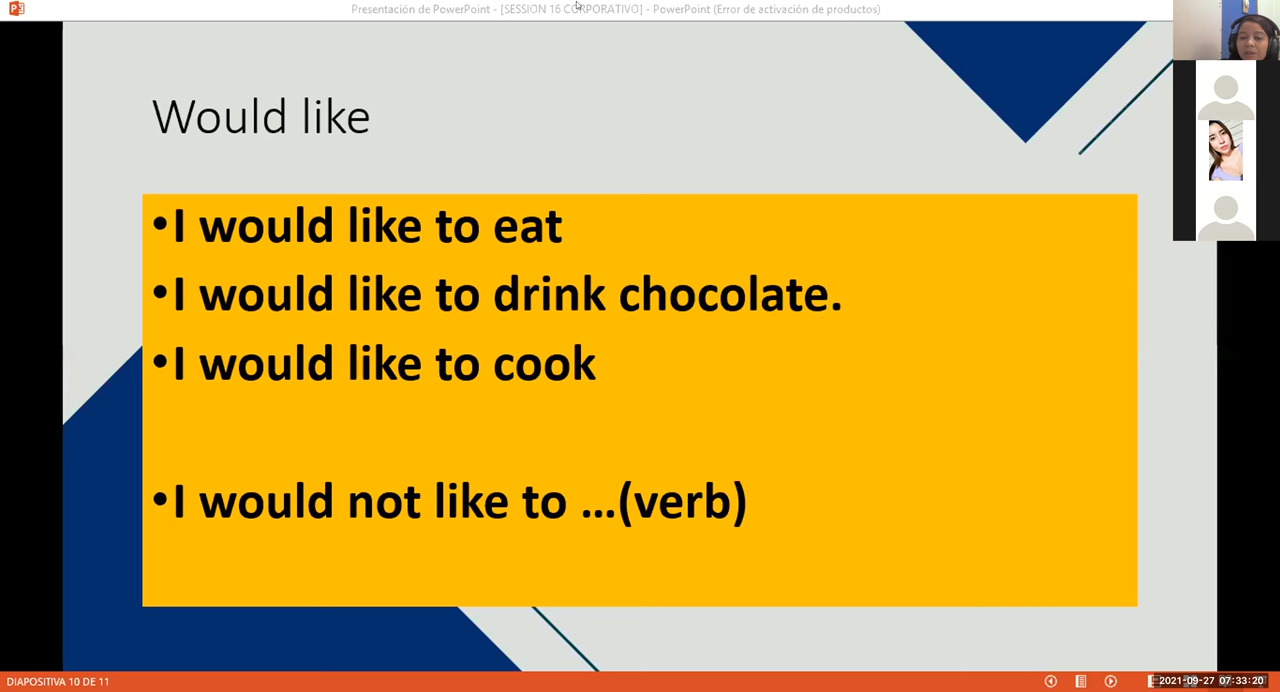 Presentación de PowerPoint - [SESSION 16 CORPORATIVO] - PowerPoint (Error de activación de productos)
Would like
•I would like to eat
•I would like to drink chocolate.
•I would like to cook
•I would not like to ...(verb)
DIAPOSITIVA 10 DE 11
2021-09-27 07:33:20